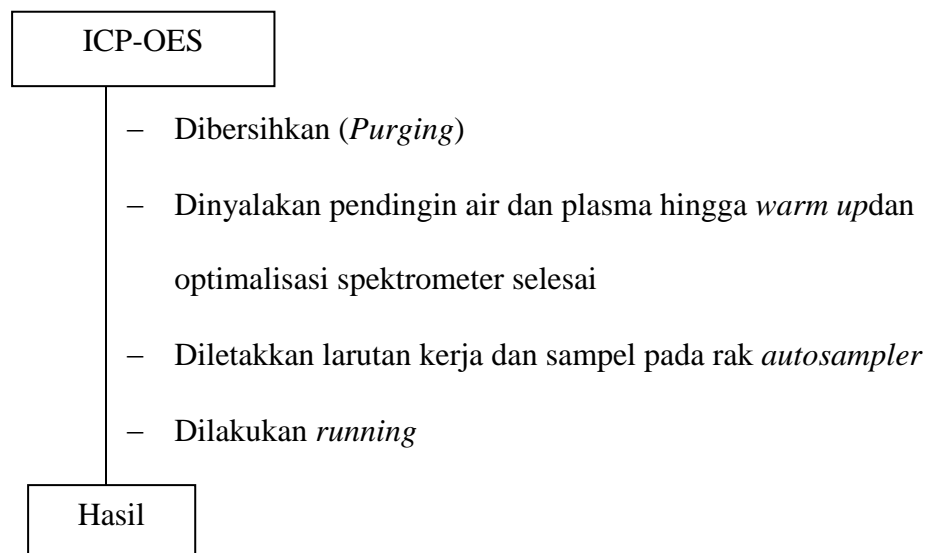 ICP-OES
– Dibersihkan (Purging)
– Dinyalakan pendingin air dan plasma hingga warm updan
optimalisasi spektrometer selesai
– Diletakkan larutan kerja dan sampel pada rak autosampler
– Dilakukan running
Hasil